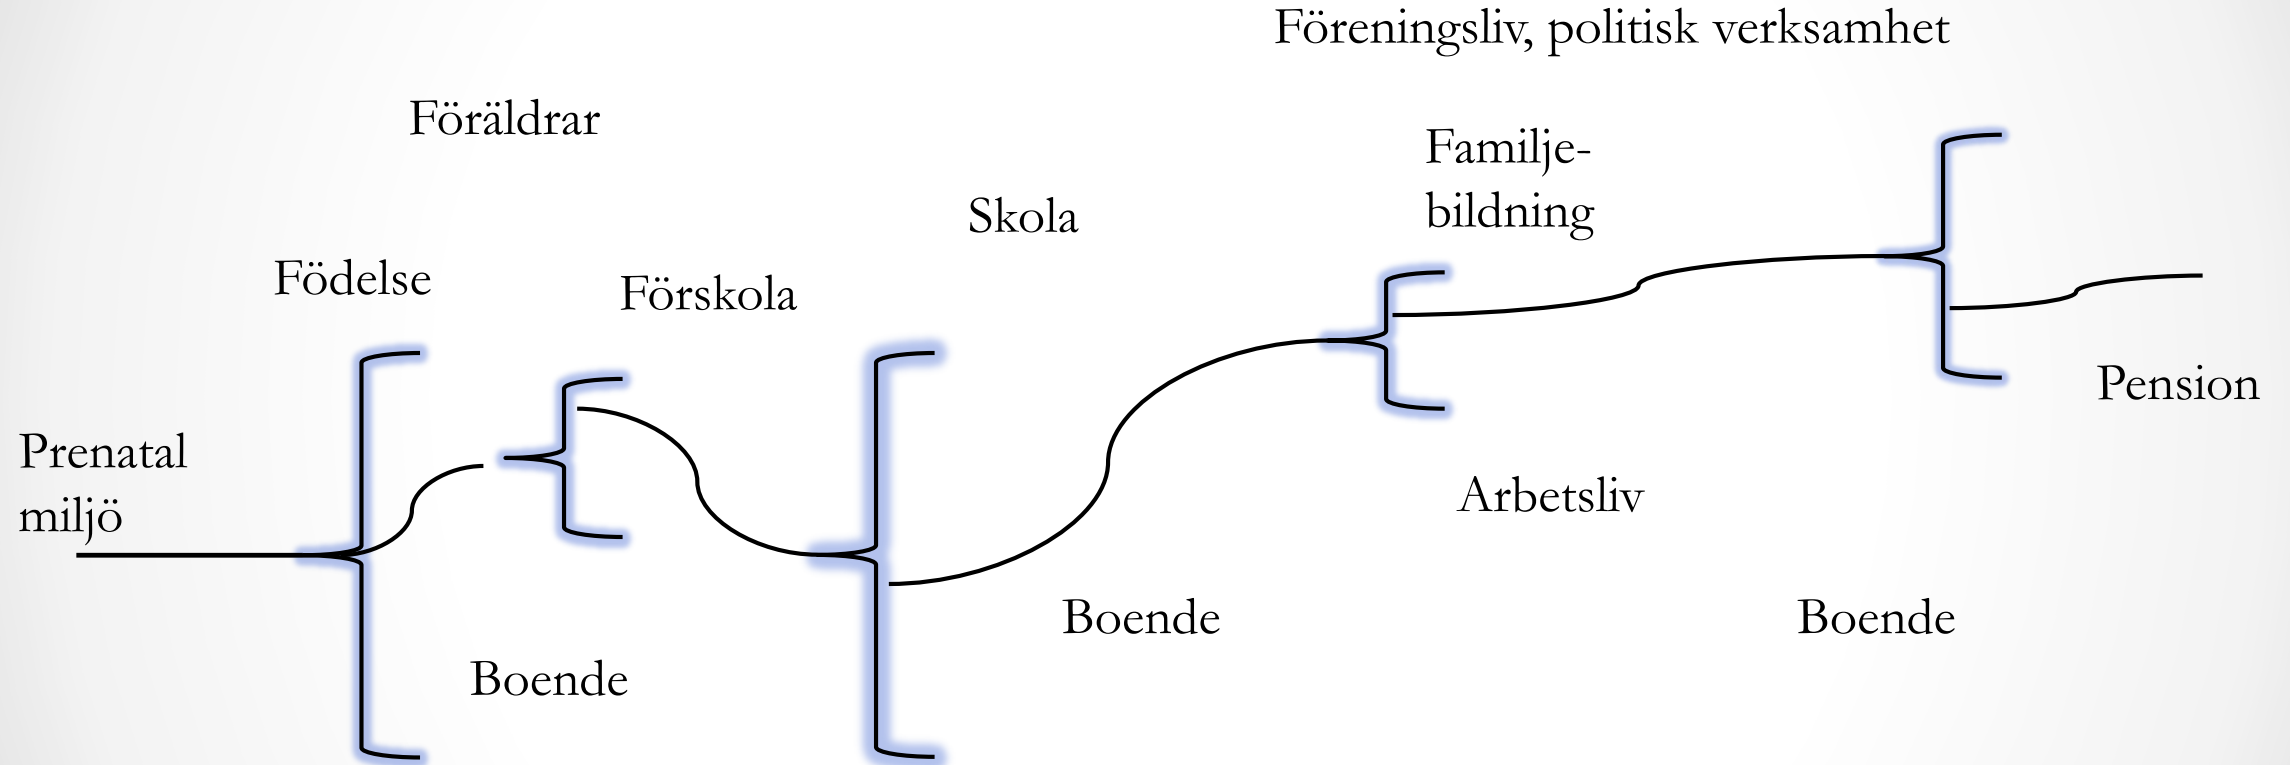 Föreningsliv, politisk verksamhet
Föräldrar
Familje-
bildning
Skola
Födelse
Förskola
Pension
Prenatal
miljö
Arbetsliv
Boende
Boende
Boende